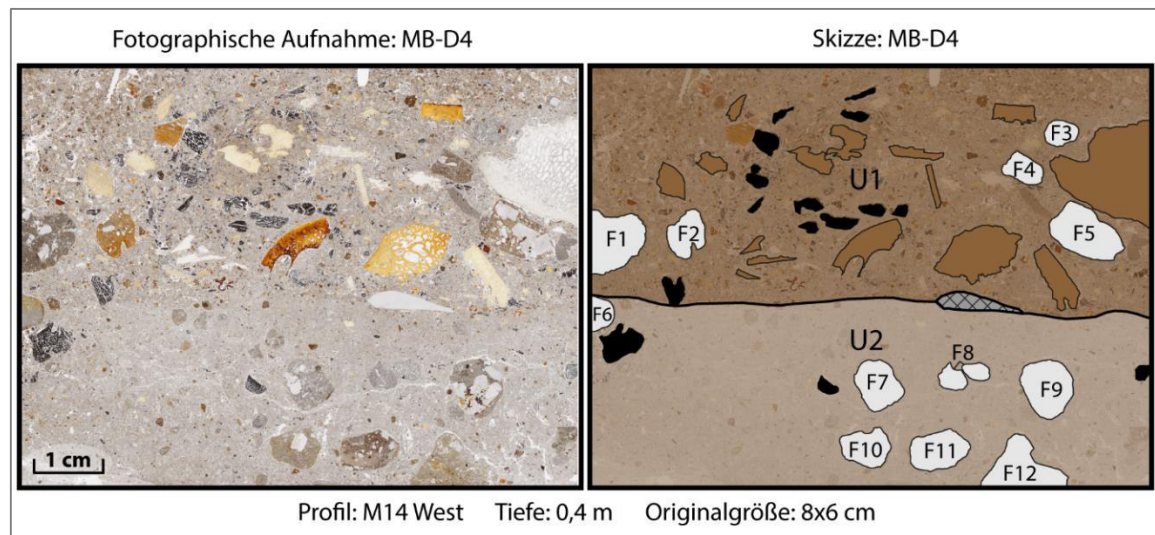 Fotographische Aufnahme: MB-D4
Skizze: MB-D4
F3
F4
U1
F1
F2
F5
F6
U2
F8
F7
F9
F10
F11
F12
1 cm
Profil: M14 West Tiefe: 0,4 m Originalgröße: 8x6 cm